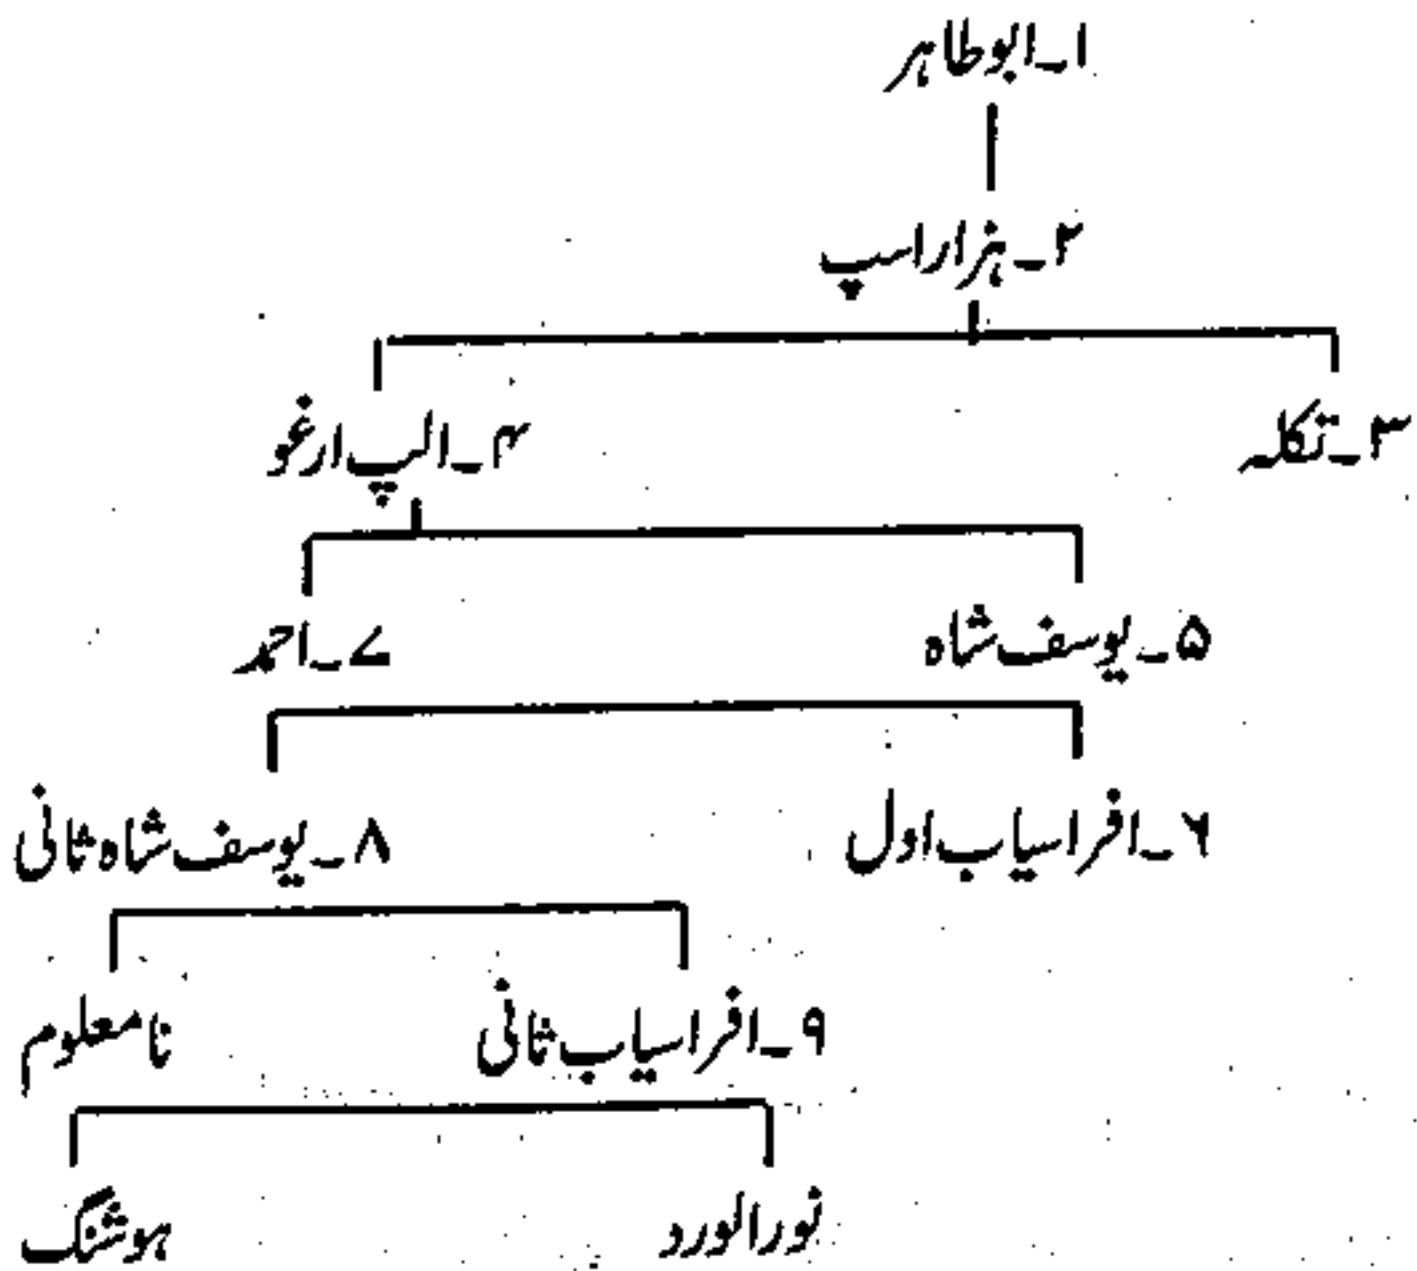 ۱۔ابوطاہر
۲۔ہزاراسپ
۳۔تکلہ
۴۔الپ ارغو
۵۔یوسف شاہ
۷۔احمد
۶۔افراسیاب اول
۸۔یوسف شاہ ثانی
۹۔افراسیاب ثانی
نامعلوم
نورالورد
ہوشنگ